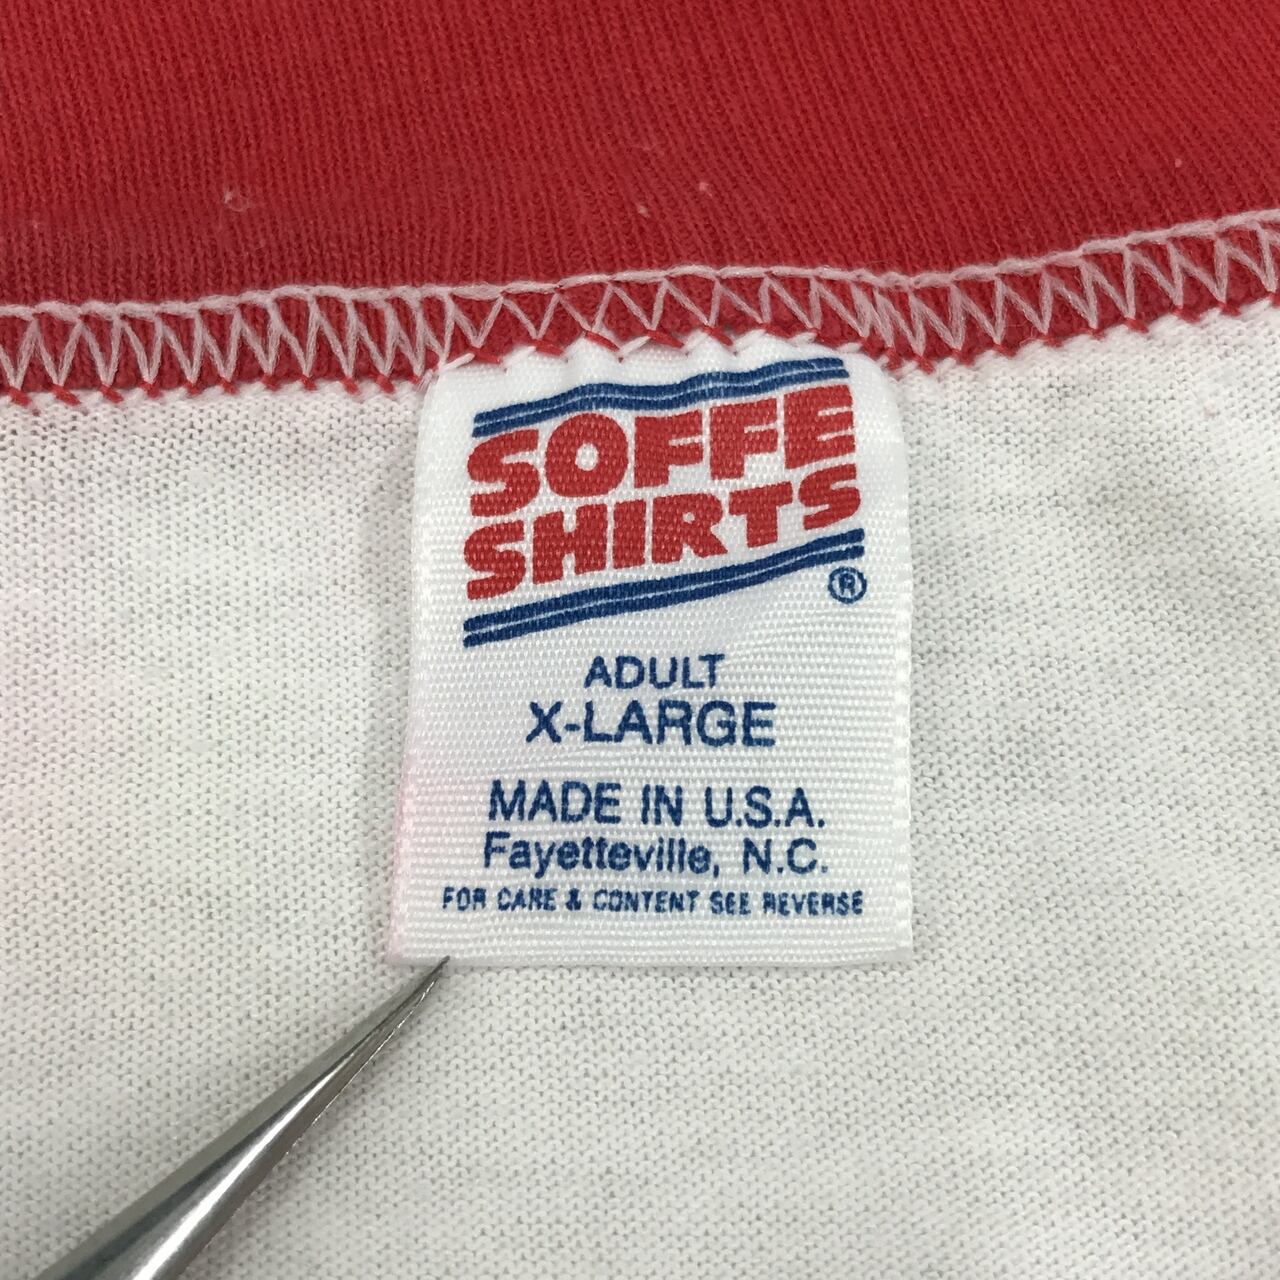 SOFFE
SHIRTS
®
ADULT
X-LARGE
MADE IN U.S.A.
Fayetteville, N.C.
FOR CARE & CONTENT SEE REVERSE